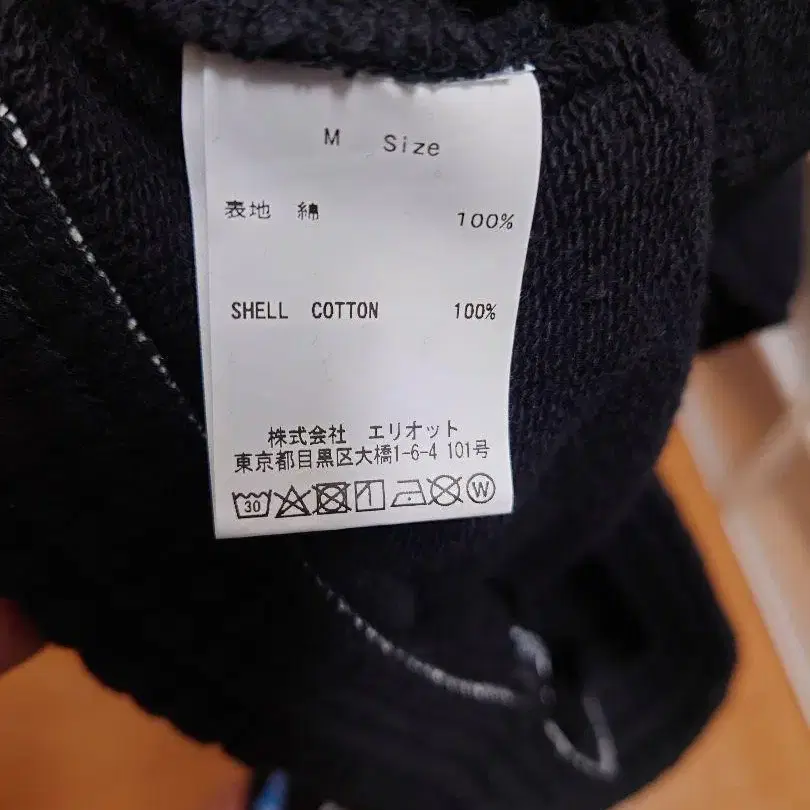 M Size
表地 綿 100%
SHELL COTTON 100%
株式会社 エリオット
東京都目黒区大橋1-6-4 101号
30 W